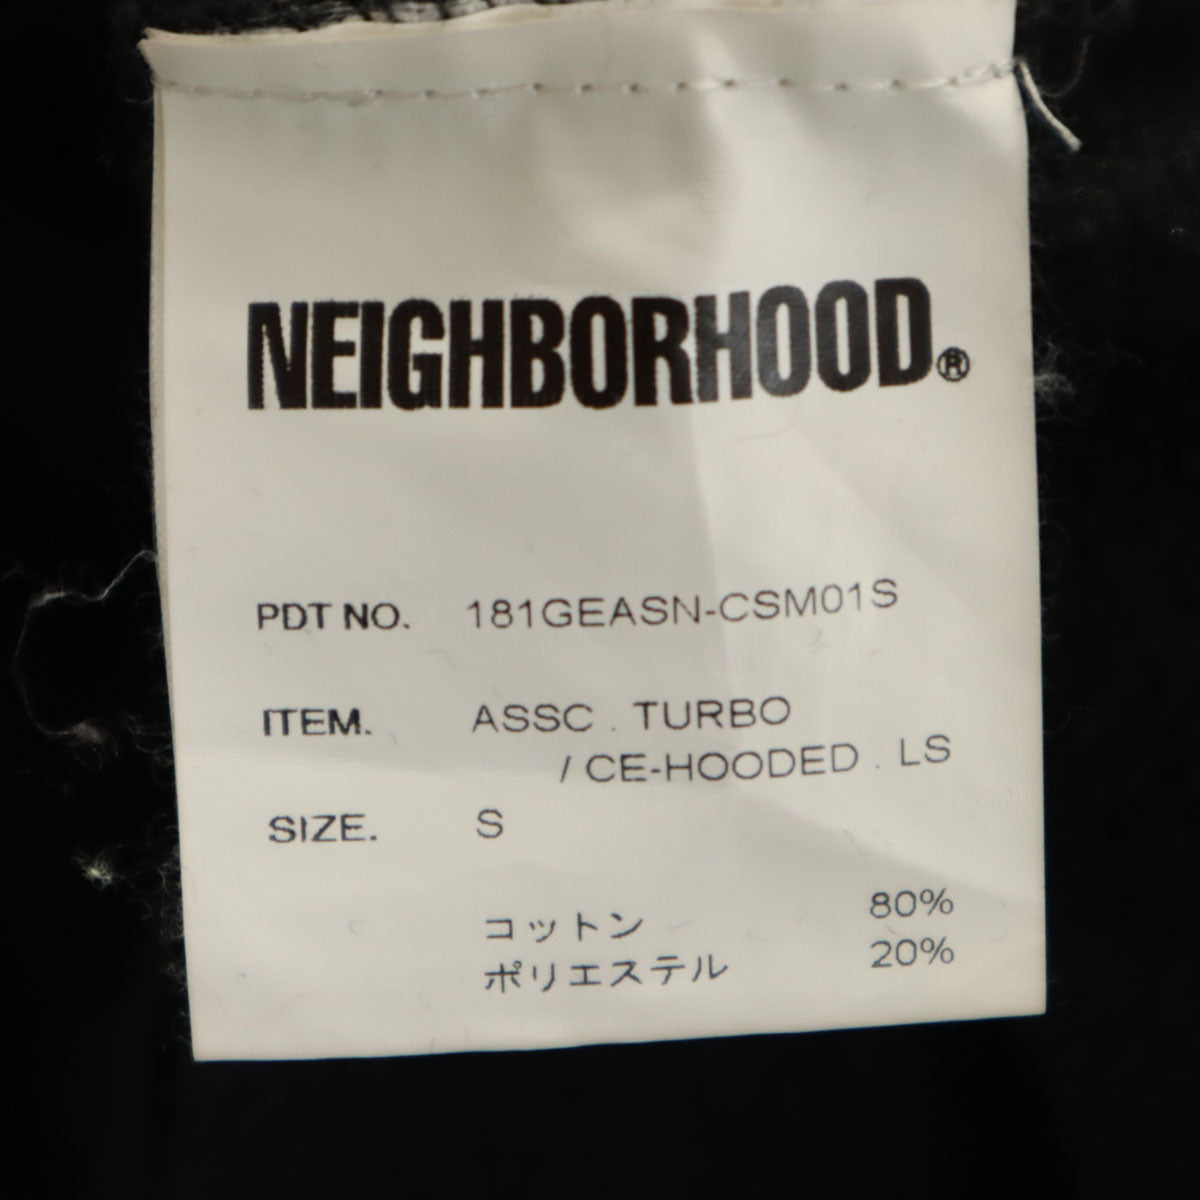 NEIGHBORHOOD®
PDT NO. 181GEASN-CSM01S
ITEM. ASSC . TURBO
/ CE-HOODED . LS
SIZE. S
コットン 80%
ポリエステル 20%